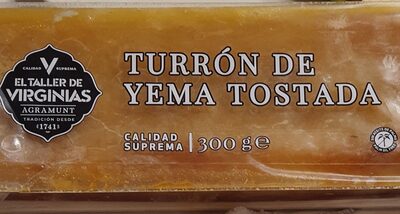 CALIDAD SUPREMA
V
EL TALLER DE
VIRGINIAS
AGRAMUNT
TRADICIÓN DESDE
1741
TURRÓN DE
YEMA TOSTADA
CALIDAD
SUPREMA | 300 g e